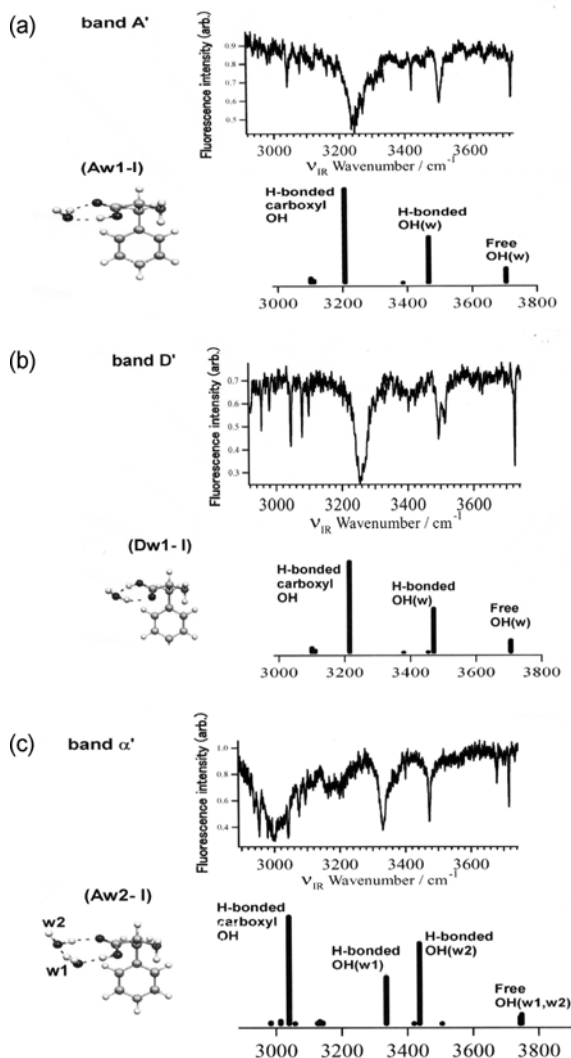 (a)
band A'
Fluorescence intensity (arb.)
0.9
0.8
0.7
0.6
0.5
3000 3200 3400 3600
νIR Wavenumber / cm-1
(Aw1-I)
H-bonded
carboxyl
OH
H-bonded
OH(w)
Free
OH(w)
3000 3200 3400 3600 3800
(b)
band D'
Fluorescence intensity (arb.)
0.7
0.6
0.5
0.4
0.3
3000 3200 3400 3600
νIR Wavenumber / cm-1
(Dw1- I)
H-bonded
carboxyl
OH
H-bonded
OH(w)
Free
OH(w)
3000 3200 3400 3600 3800
(c)
band α'
Fluorescence intensity (arb.)
1.0
0.8
0.6
0.4
3000 3200 3400 3600
νIR Wavenumber / cm-1
(Aw2- I)
w2
w1
H-bonded
carboxyl
OH
H-bonded
OH(w1)
H-bonded
OH(w2)
Free
OH(w1,w2)
3000 3200 3400 3600 3800